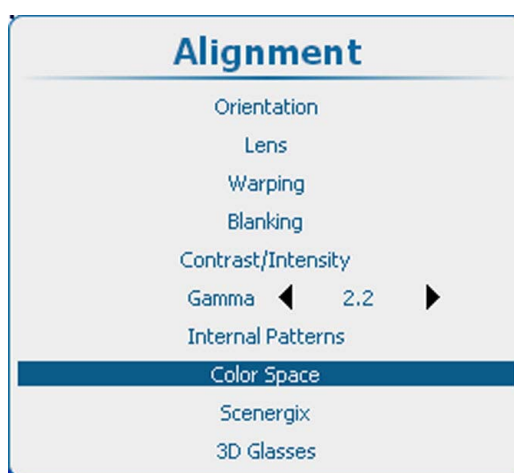 Alignment
Orientation
Lens
Warping
Blanking
Contrast/Intensity
Gamma 2.2
Internal Patterns
Color Space
Scenergix
3D Glasses